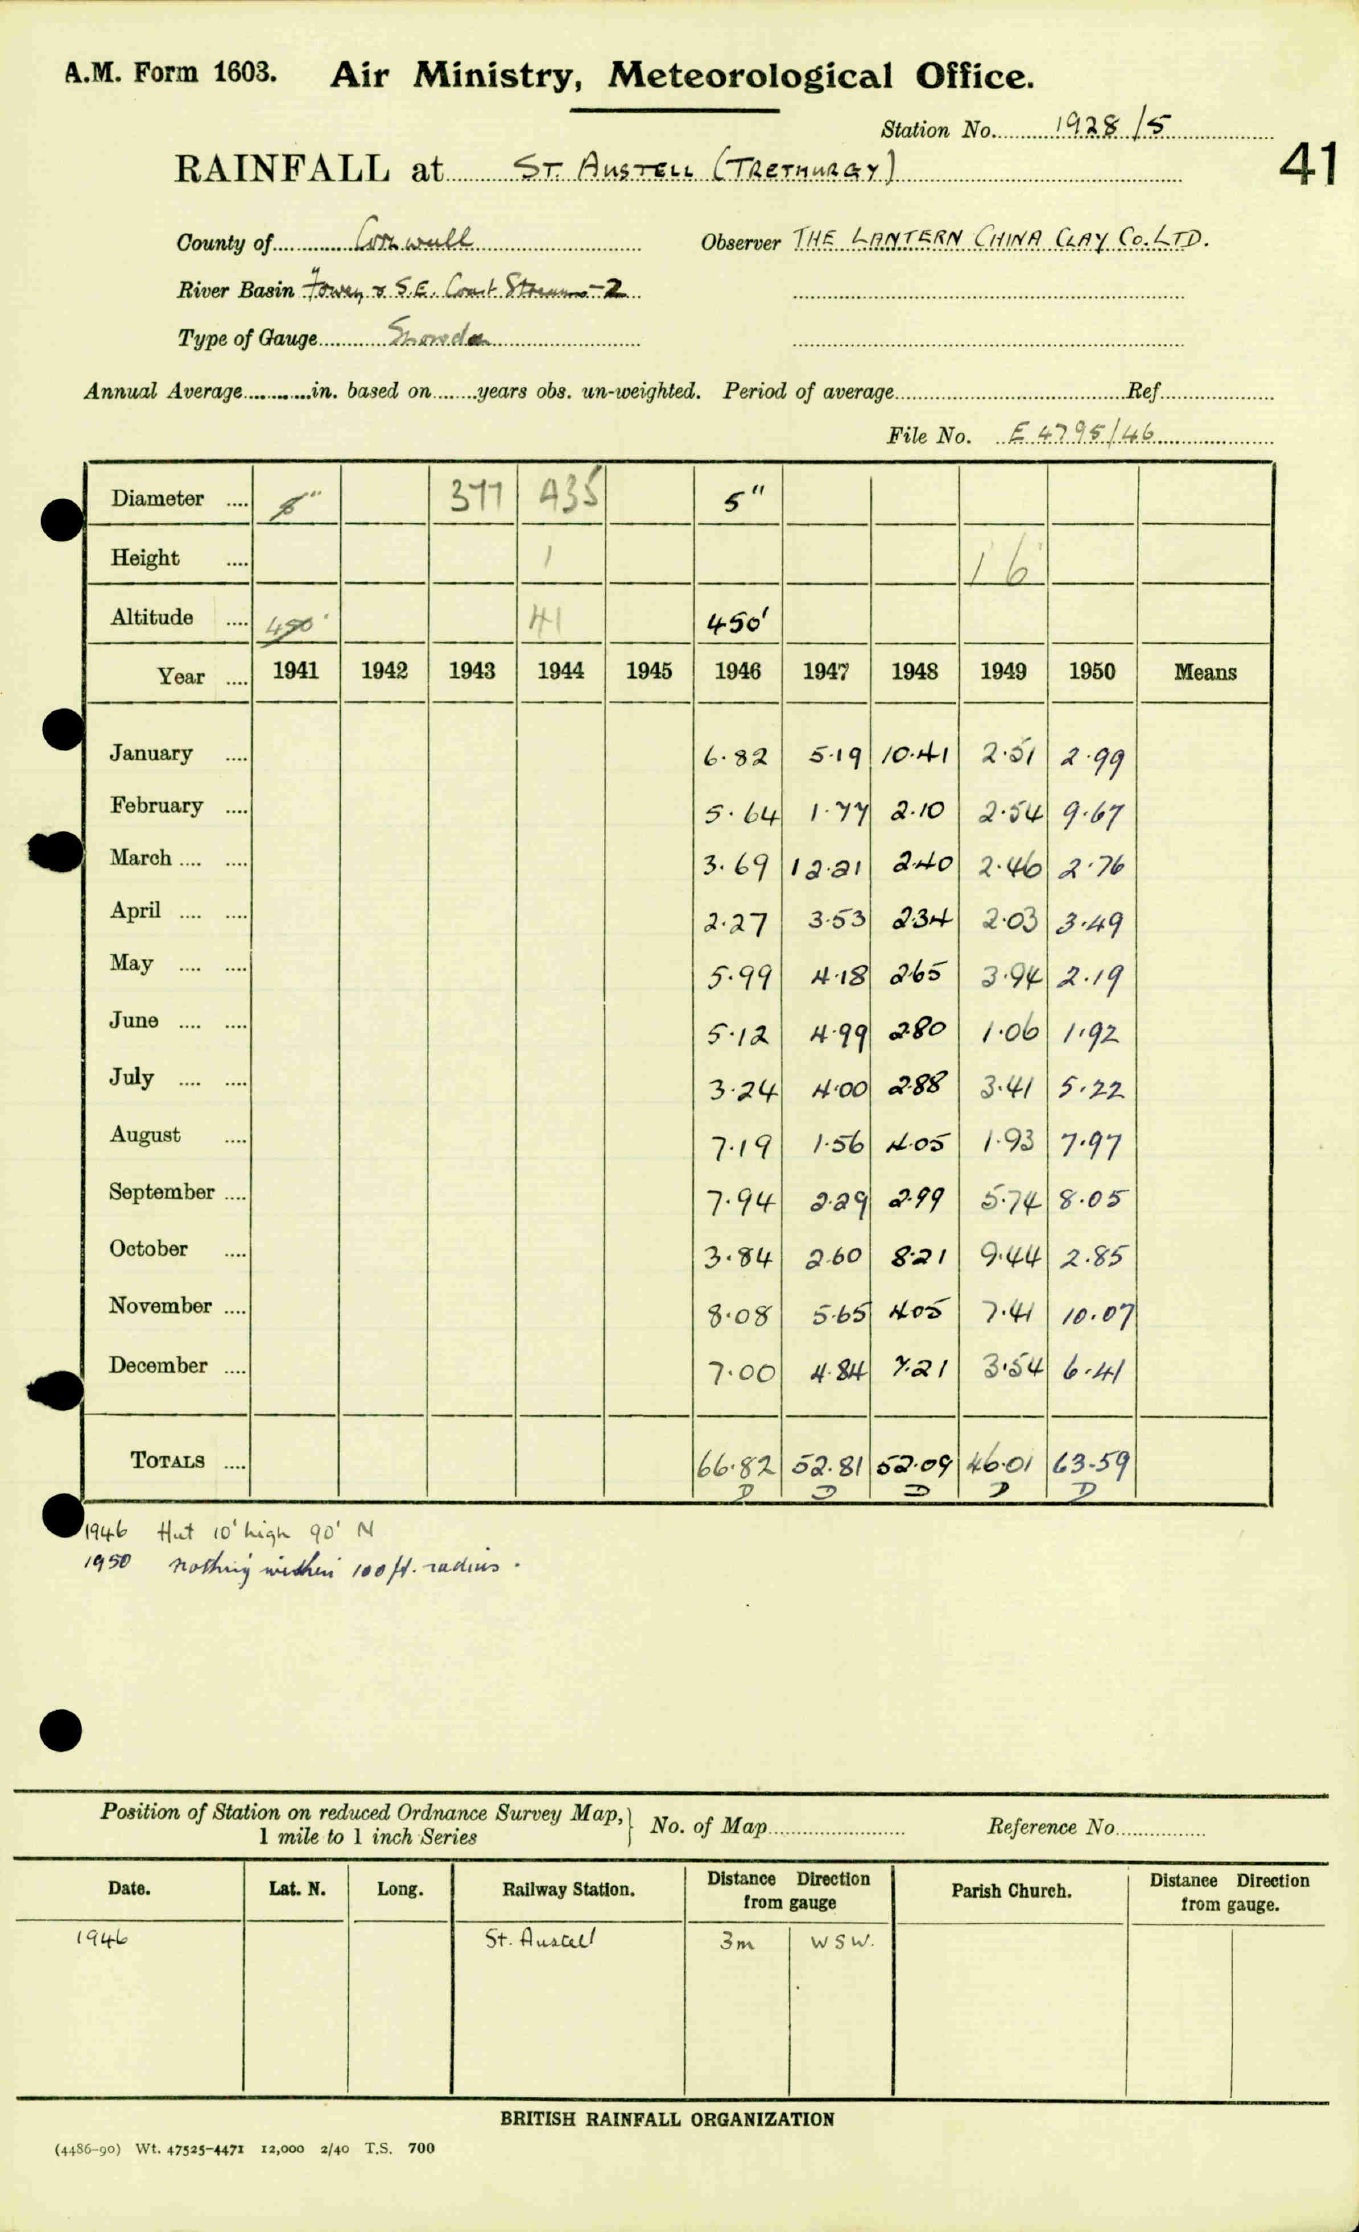 A.M. Form 1603. Air Ministry, Meteorological Office.
Station No. 1928/5
41
RAINFALL at ST. AUSTELL (TRETHURGY)
County of Cornwall Observer THE LANTERN CHINA CLAY CO. LTD.
River Basin Fowey & S.E. Coast Streams-2
Type of Gauge Snowdon
Annual Average in. based on years obs. un-weighted. Period of average Ref
File No. E 4795/46
Diameter 377 A35 5"
Height 1 1' 6
Altitude 450' 41 450'
Year 1941 1942 1943 1944 1945 1946 1947 1948 1949 1950 Means
January 6.82 5.19 10.41 2.51 2.99
February 5.64 1.77 2.10 2.54 9.67
March 3.69 12.21 2.40 2.46 2.76
April 2.27 3.53 2.34 2.03 3.49
May 5.99 4.18 2.65 3.94 2.19
June 5.12 4.99 2.80 1.06 1.92
July 3.24 4.00 2.88 3.41 5.22
August 7.19 1.56 4.05 1.93 7.97
September 7.94 2.29 2.99 5.74 8.05
October 3.84 2.60 8.21 9.44 2.85
November 8.08 5.65 4.05 7.41 10.07
December 7.00 4.84 7.21 3.54 6.41
TOTALS 66.82 52.81 52.09 46.01 63.59
D D D D D
1946 Hut 10' high 90' N
1950 Nothing within 100 ft. radius.
Position of Station on reduced Ordnance Survey Map, } No. of Map Reference No
1 mile to 1 inch Series
Date. Lat. N. Long. Railway Station. Distance Direction from gauge Parish Church. Distance Direction from gauge.
1946 St. Austell 3m WSW.
BRITISH RAINFALL ORGANIZATION
(4486-90) Wt. 47525-4471 12,000 2/40 T.S. 700